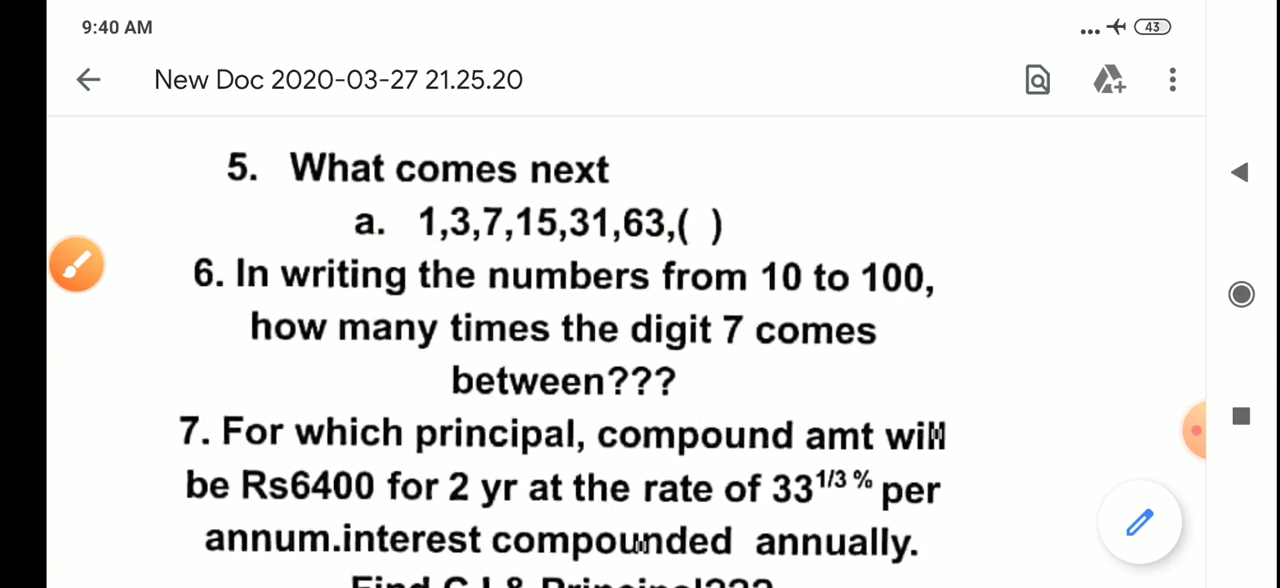 9:40 AM
43
New Doc 2020-03-27 21.25.20
5. What comes next
a. 1,3,7,15,31,63,( )
6. In writing the numbers from 10 to 100,
how many times the digit 7 comes
between???
7. For which principal, compound amt will
be Rs6400 for 2 yr at the rate of 33 1/3 % per
annum.interest compounded annually.
Find C.I & Principal???